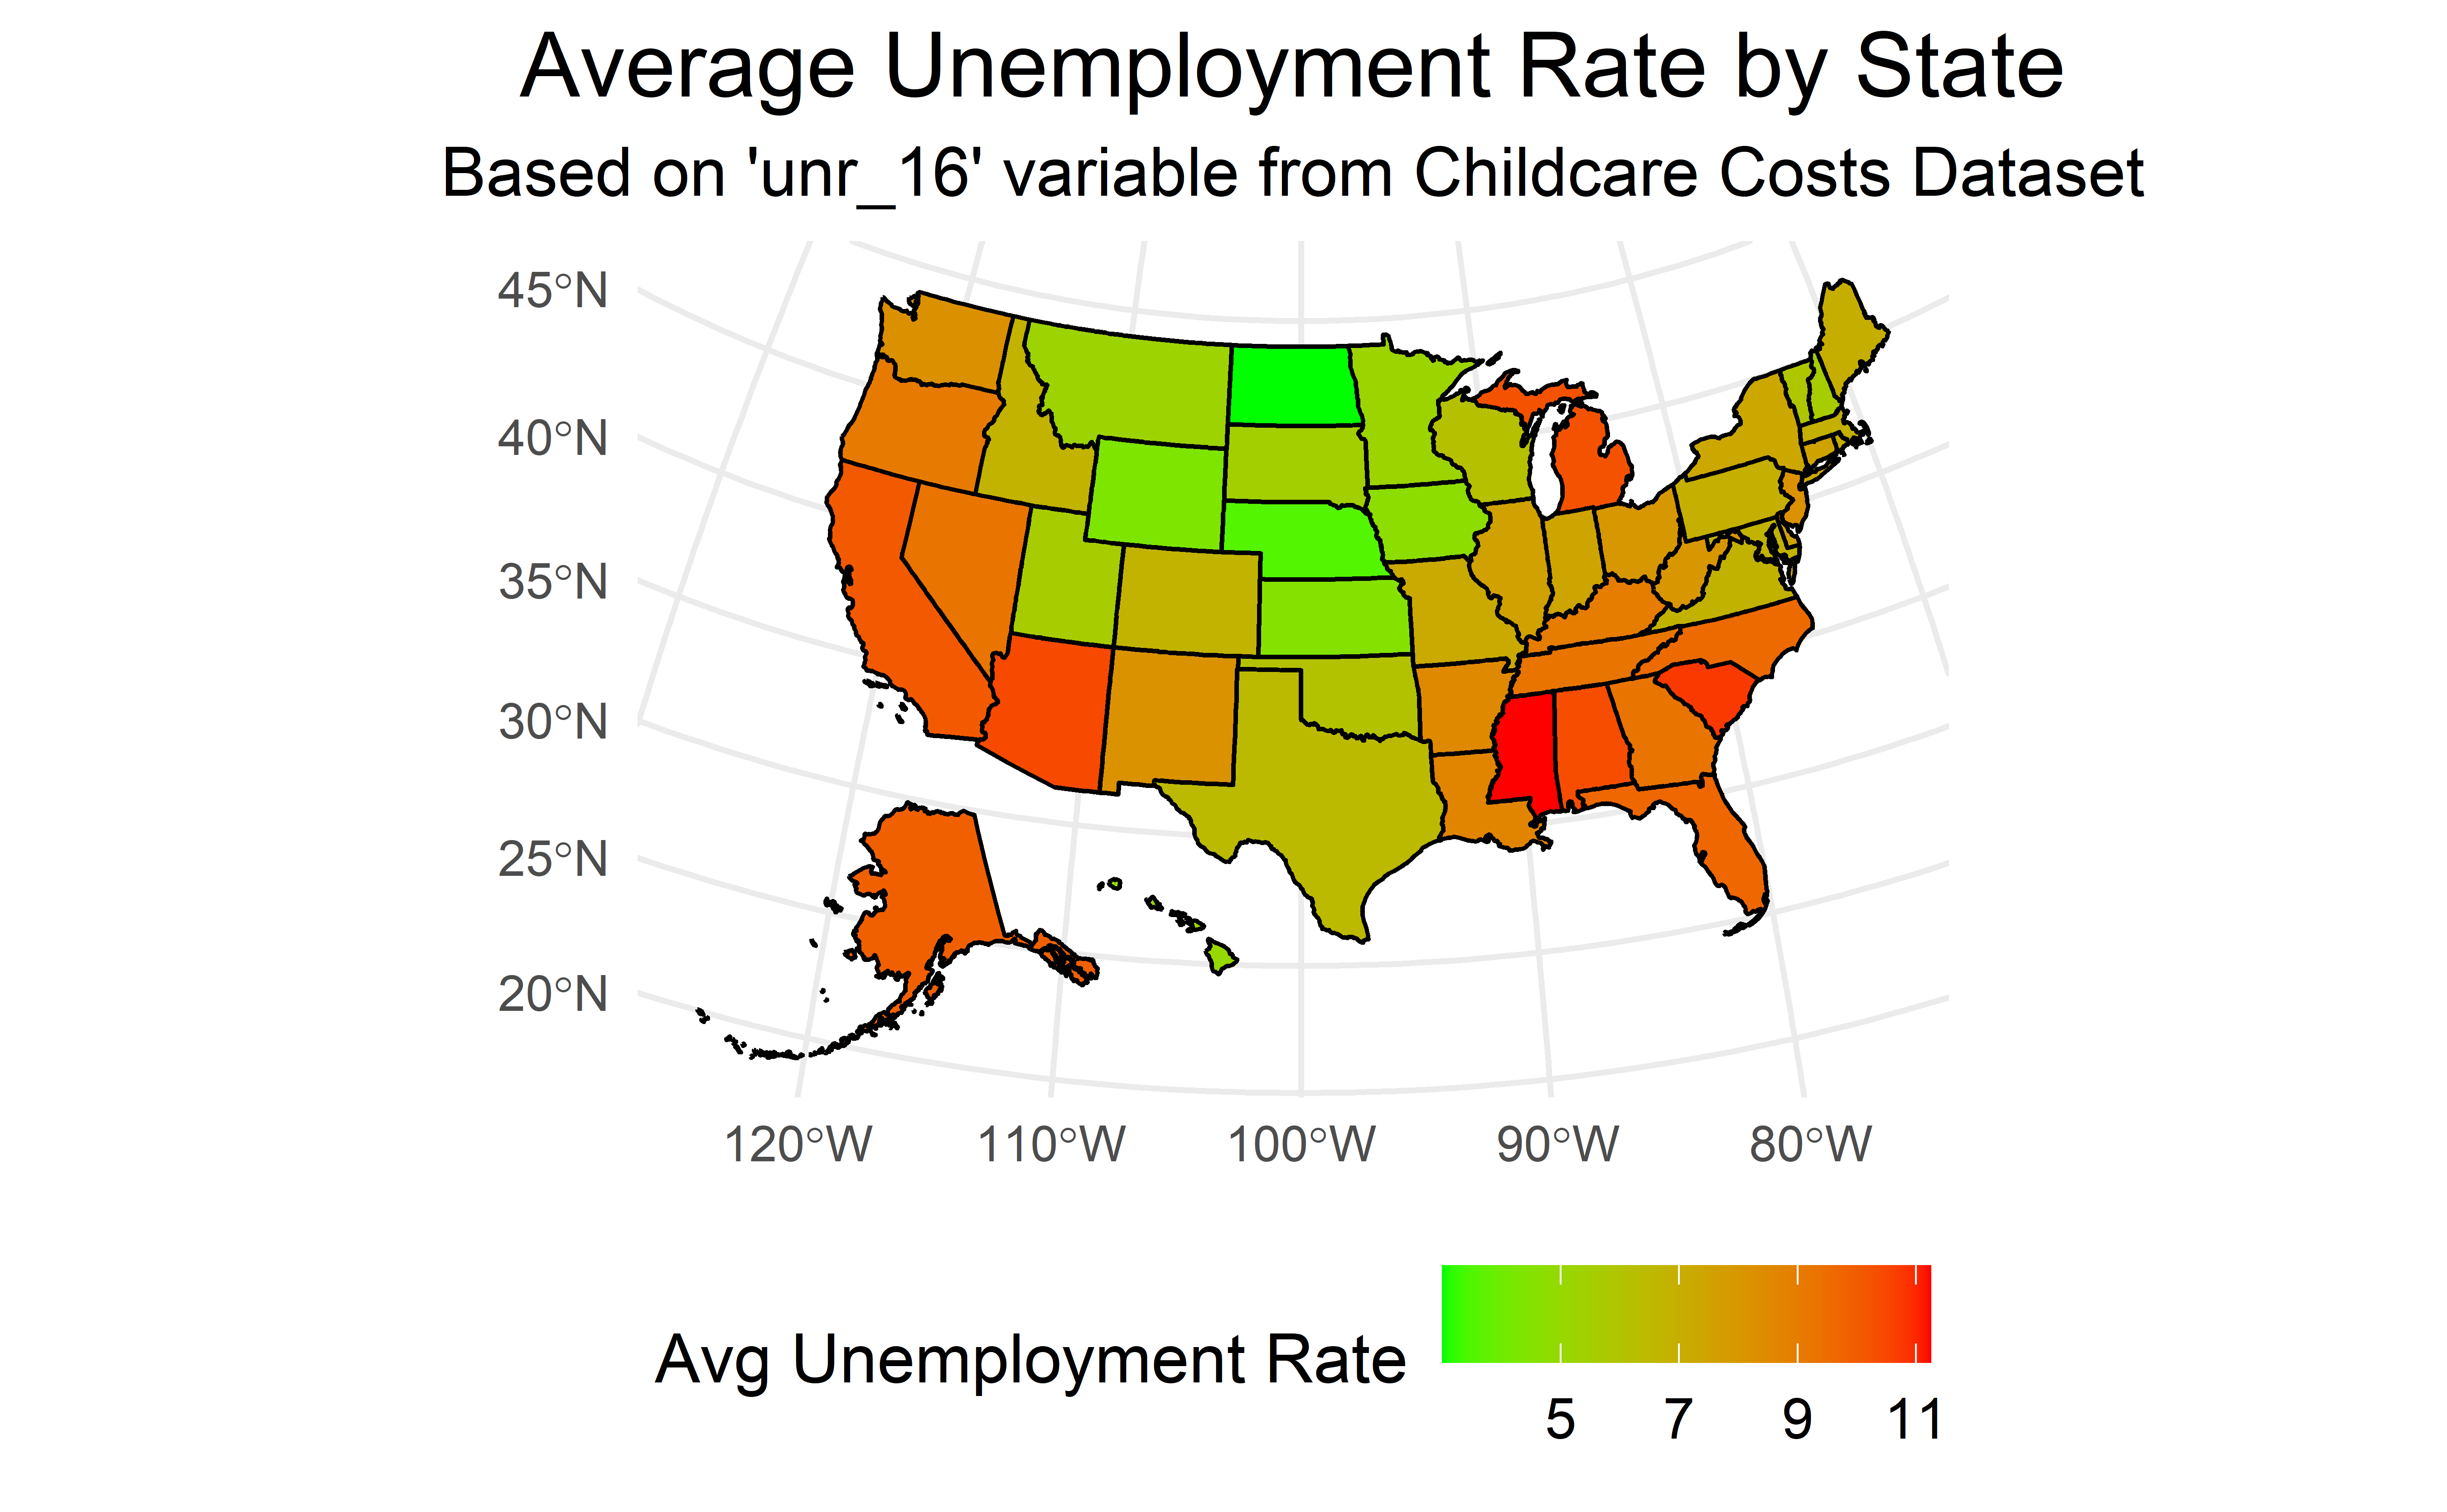 Average Unemployment Rate by State
Based on 'unr_16' variable from Childcare Costs Dataset
45°N
40°N
35°N
30°N
25°N
20°N
120°W
110°W
100°W
90°W
80°W
Avg Unemployment Rate
5
7
9
11